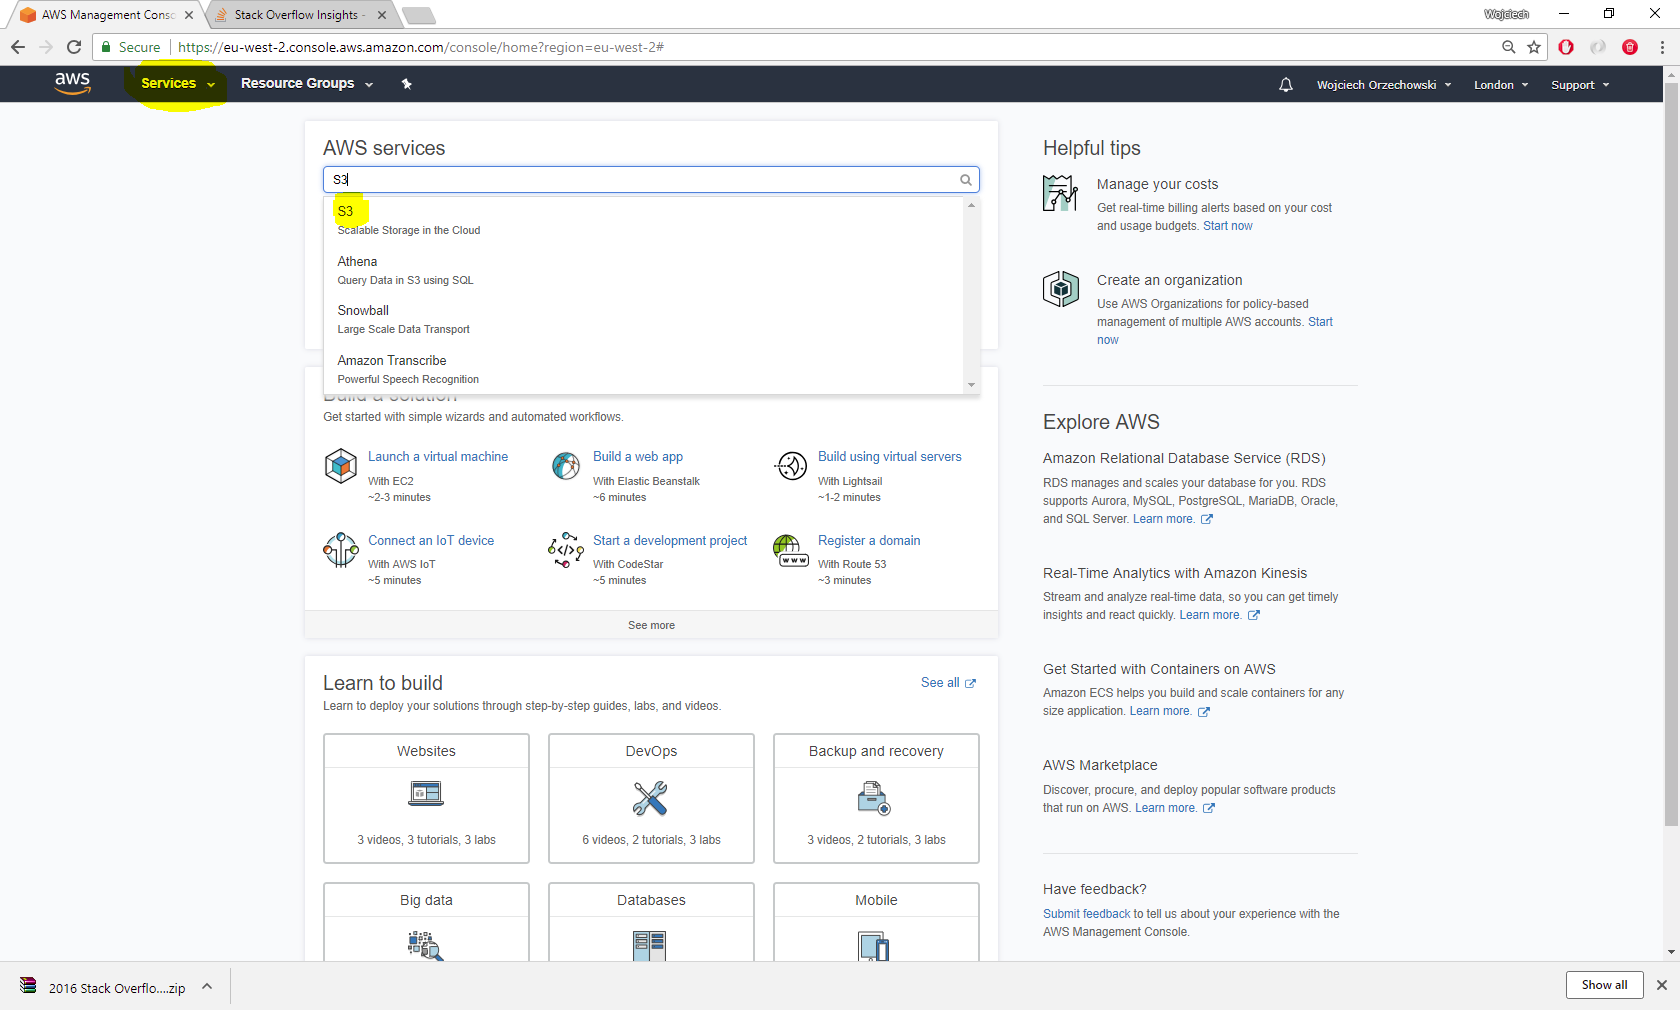 AWS Management Conso
Stack Overflow Insights -
Wojciech
Secure
https://eu-west-2.console.aws.amazon.com/console/home?region=eu-west-2#
aws
Services
Resource Groups
Wojciech Orzechowski
London
Support
AWS services
S3
S3
Scalable Storage in the Cloud
Athena
Query Data in S3 using SQL
Snowball
Large Scale Data Transport
Amazon Transcribe
Powerful Speech Recognition
Build a solution
Get started with simple wizards and automated workflows.
Launch a virtual machine
With EC2
~2-3 minutes
Build a web app
With Elastic Beanstalk
~6 minutes
Build using virtual servers
With Lightsail
~1-2 minutes
Connect an IoT device
With AWS IoT
~5 minutes
Start a development project
With CodeStar
~5 minutes
Register a domain
With Route 53
~3 minutes
See more
Learn to build
See all
Learn to deploy your solutions through step-by-step guides, labs, and videos.
Websites
3 videos, 3 tutorials, 3 labs
DevOps
6 videos, 2 tutorials, 3 labs
Backup and recovery
3 videos, 2 tutorials, 3 labs
Big data
Databases
Mobile
Helpful tips
Manage your costs
Get real-time billing alerts based on your cost
and usage budgets. Start now
Create an organization
Use AWS Organizations for policy-based
management of multiple AWS accounts. Start
now
Explore AWS
Amazon Relational Database Service (RDS)
RDS manages and scales your database for you. RDS
supports Aurora, MySQL, PostgreSQL, MariaDB, Oracle,
and SQL Server. Learn more.
Real-Time Analytics with Amazon Kinesis
Stream and analyze real-time data, so you can get timely
insights and react quickly. Learn more.
Get Started with Containers on AWS
Amazon ECS helps you build and scale containers for any
size application. Learn more.
AWS Marketplace
Discover, procure, and deploy popular software products
that run on AWS. Learn more.
Have feedback?
Submit feedback to tell us about your experience with the
AWS Management Console.
2016 Stack Overflo....zip
Show all